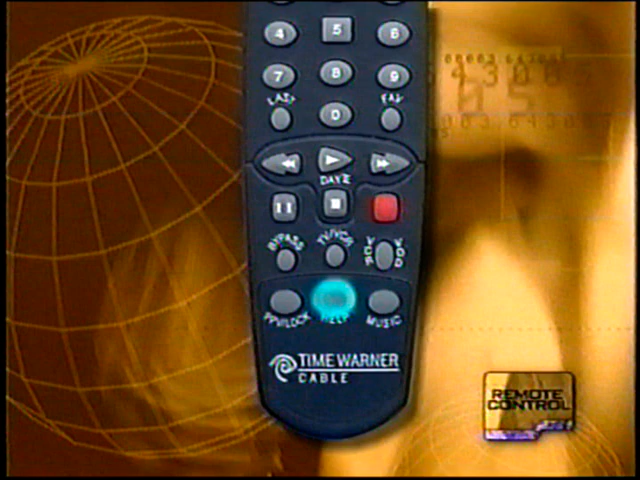 4 5 6
7 8 9
LAST FAV
0
DAY
BYPASS TV/VCR VCR VOD
PPV/LOCK HELP MUSIC
TIME WARNER
CABLE
REMOTE
CONTROL